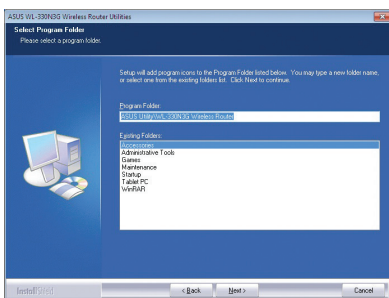 ASUS WL-330N3G Wireless Router Utilities
Select Program Folder
Please select a program folder.
Setup will add program icons to the Program Folder listed below. You may type a new folder name,
or select one from the existing folders list. Click Next to continue.
Program Folder:
ASUS Utility\WL-330N3G Wireless Router
Existing Folders:
Accessories
Administrative Tools
Games
Maintenance
Startup
Tablet PC
WinRAR
InstallShield
< Back
Next >
Cancel